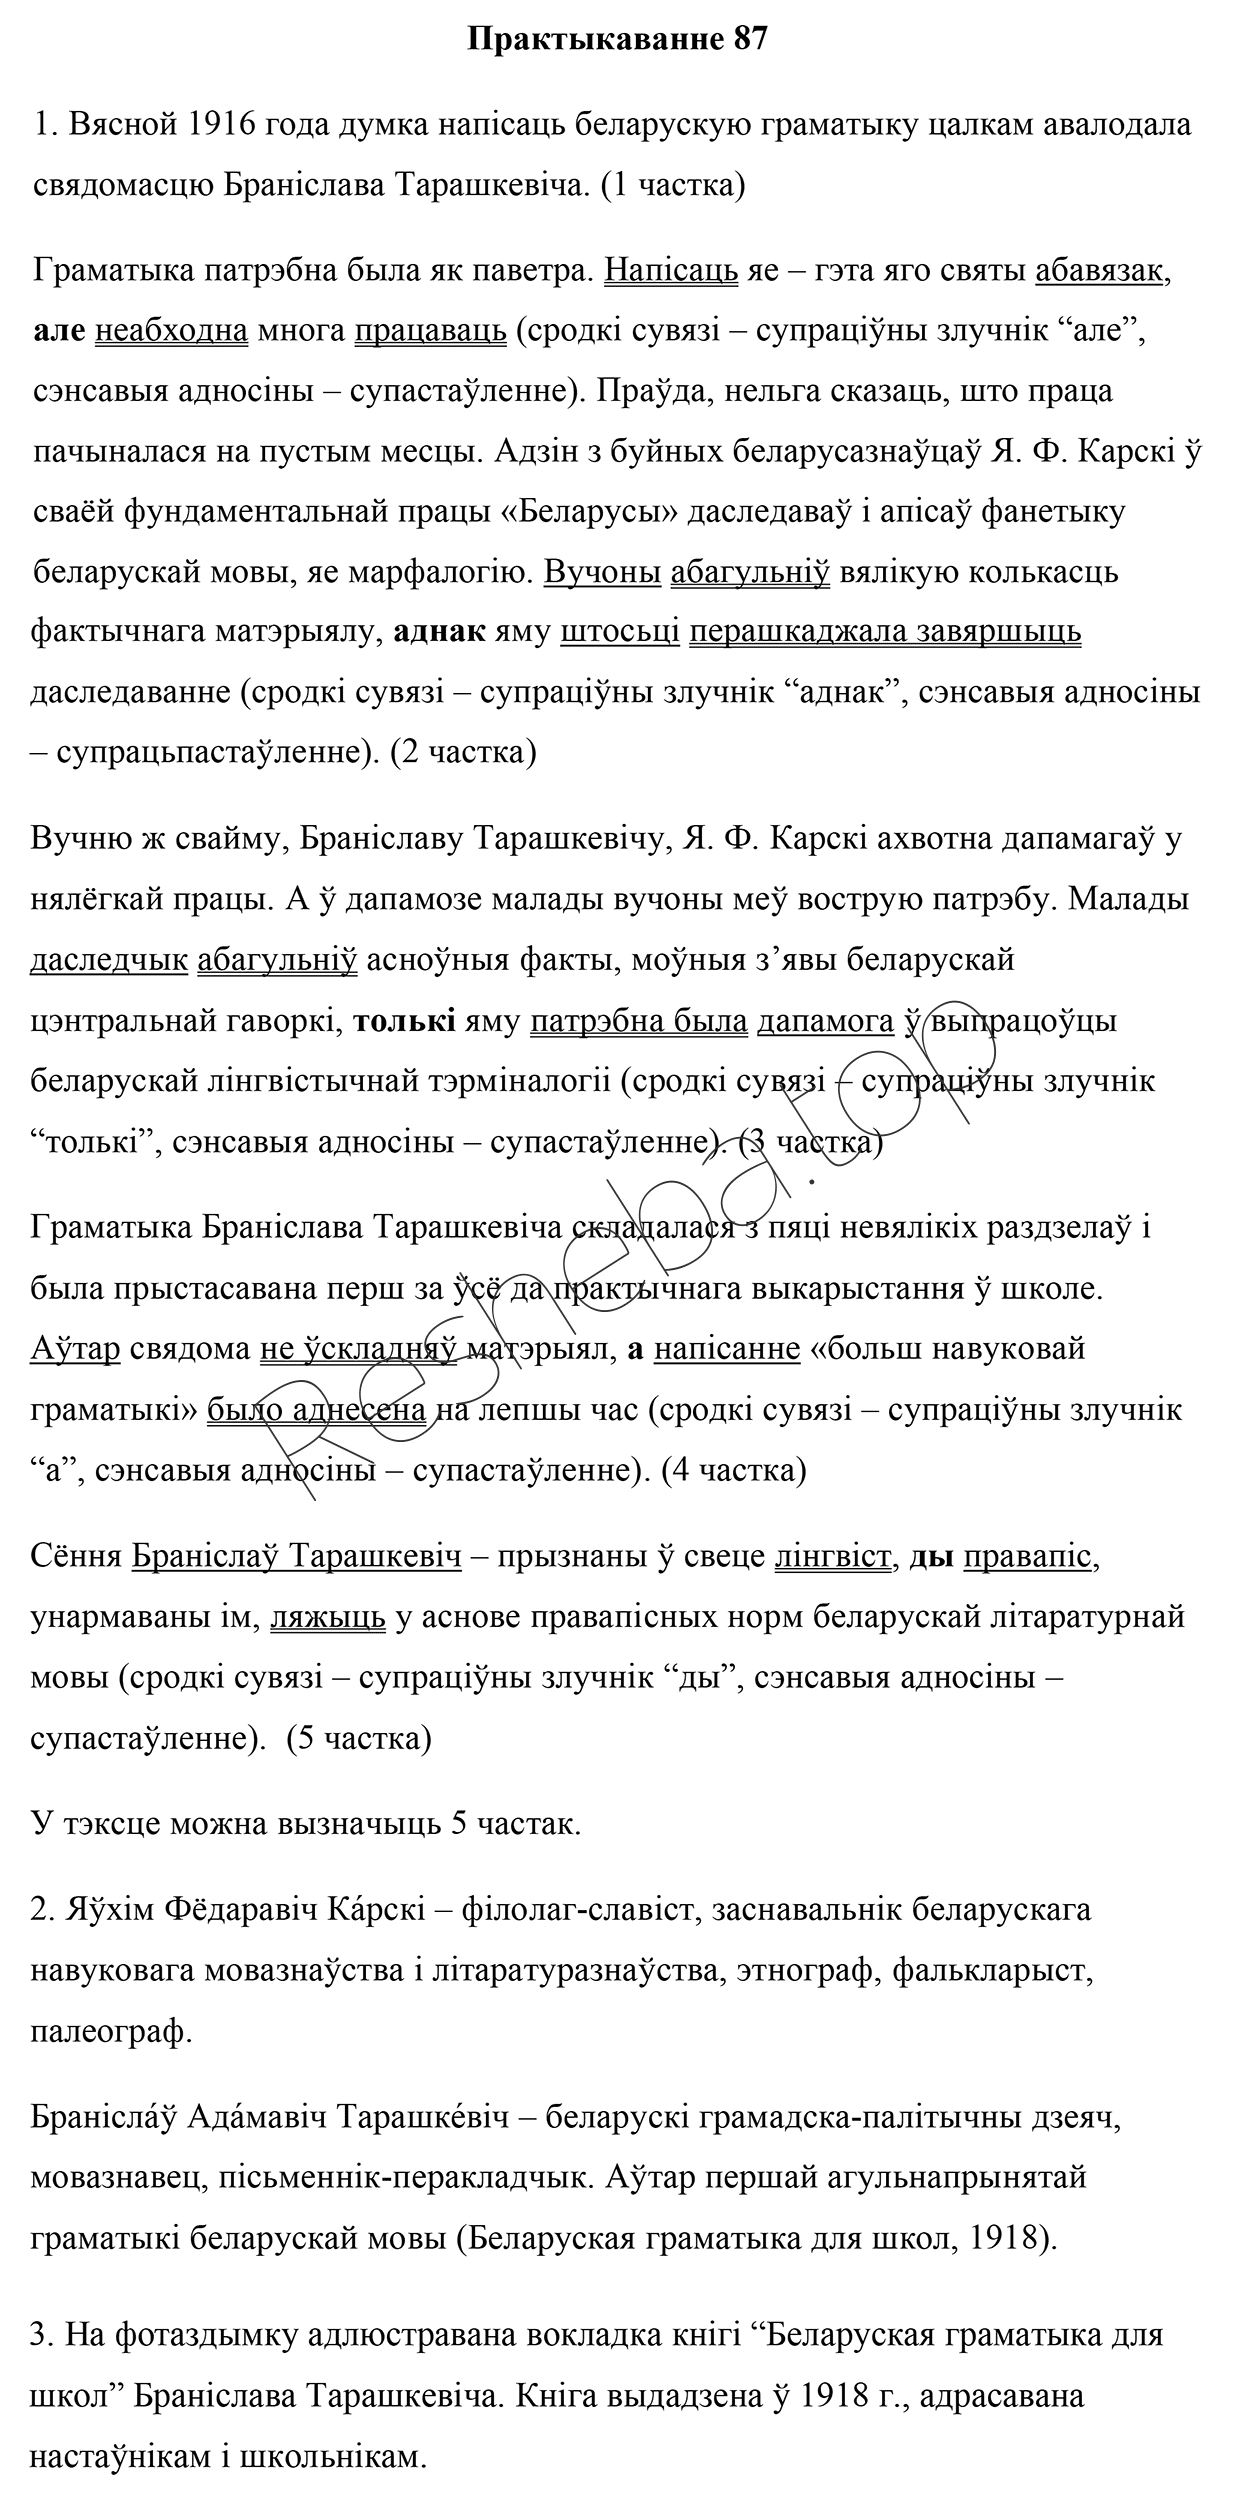 Практыкаванне 87
1. Вясной 1916 года думка напісаць беларускую граматыку цалкам авалодала
свядомасцю Браніслава Тарашкевіча. (1 частка)
Граматыка патрэбна была як паветра. Напісаць яе – гэта яго святы абавязак,
але неабходна многа працаваць (сродкі сувязі – супраціўны злучнік “але”,
сэнсавыя адносіны – супастаўленне). Праўда, нельга сказаць, што праца
пачыналася на пустым месцы. Адзін з буйных беларусазнаўцаў Я. Ф. Карскі ў
сваёй фундаментальнай працы «Беларусы» даследаваў і апісаў фанетыку
беларускай мовы, яе марфалогію. Вучоны абагульніў вялікую колькасць
фактычнага матэрыялу, аднак яму штосьці перашкаджала завяршыць
даследаванне (сродкі сувязі – супраціўны злучнік “аднак”, сэнсавыя адносіны
– супрацьпастаўленне). (2 частка)
Вучню ж свайму, Браніславу Тарашкевічу, Я. Ф. Карскі ахвотна дапамагаў у
нялёгкай працы. А ў дапамозе малады вучоны меў вострую патрэбу. Малады
даследчык абагульніў асноўныя факты, моўныя з’явы беларускай
цэнтральнай гаворкі, толькі яму патрэбна была дапамога ў выпрацоўцы
беларускай лінгвістычнай тэрміналогіі (сродкі сувязі – супраціўны злучнік
“толькі”, сэнсавыя адносіны – супастаўленне). (3 частка)
Граматыка Браніслава Тарашкевіча складалася з пяці невялікіх раздзелаў і
была прыстасавана перш за ўсё да практычнага выкарыстання ў школе.
Аўтар свядома не ўскладняў матэрыял, а напісанне «больш навуковай
граматыкі» было аднесена на лепшы час (сродкі сувязі – супраціўны злучнік
“а”, сэнсавыя адносіны – супастаўленне). (4 частка)
Сёння Браніслаў Тарашкевіч – прызнаны ў свеце лінгвіст, ды правапіс,
унармаваны ім, ляжыць у аснове правапісных норм беларускай літаратурнай
мовы (сродкі сувязі – супраціўны злучнік “ды”, сэнсавыя адносіны –
супастаўленне).  (5 частка)
У тэксце можна вызначыць 5 частак.
2. Яўхім Фёдаравіч Ка́рскі – філолаг-славіст, заснавальнік беларускага
навуковага мовазнаўства і літаратуразнаўства, этнограф, фалькларыст,
палеограф.
Бранісла́ў Ада́мавіч Тарашке́віч – беларускі грамадска-палітычны дзеяч,
мовазнавец, пісьменнік-перакладчык. Аўтар першай агульнапрынятай
граматыкі беларускай мовы (Беларуская граматыка для школ, 1918).
3. На фотаздымку адлюстравана вокладка кнігі “Беларуская граматыка для
школ” Браніслава Тарашкевіча. Кніга выдадзена ў 1918 г., адрасавана
настаўнікам і школьнікам.
Resheba.top